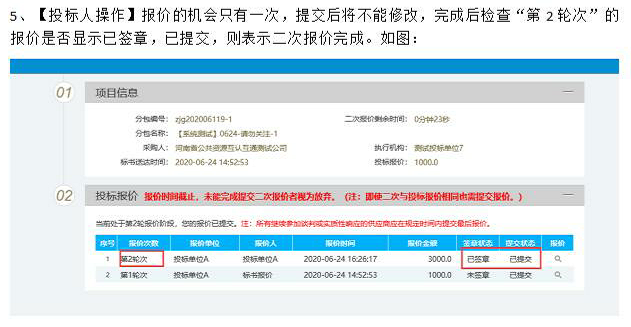 5、【投标人操作】报价的机会只有一次，提交后将不能修改，完成后检查“第 2 轮次”的
报价是否显示已签章，已提交，则表示二次报价完成。如图：
01 项目信息
分包编号： zjg202006119-1 二次报价剩余时间： 0分钟23秒
分包名称： 【系统测试】0624-请勿关注-1
采购人： 河南省公共资源互认互通测试公司 执行机构： 测试投标单位7
标书送达时间： 2020-06-24 14:52:53 投标报价： 1000.0
02 投标报价 报价时间截止，未能完成提交二次报价者视为放弃。（注：即使二次与投标报价相同也需提交报价。）
当前处于第2轮报价阶段，您的报价已提交。注：所有继续参加谈判或实质性响应的供应商应在规定时间内提交最后报价。
序号 报价次数 报价单位 报价人 报价时间 报价金额 签章状态 提交状态 报价
1 第2轮次 投标单位A 投标单位A 2020-06-24 16:26:17 3000.0 已签章 已提交
2 第1轮次 投标单位A 标书报价 2020-06-24 14:52:53 1000.0 未签章 已提交